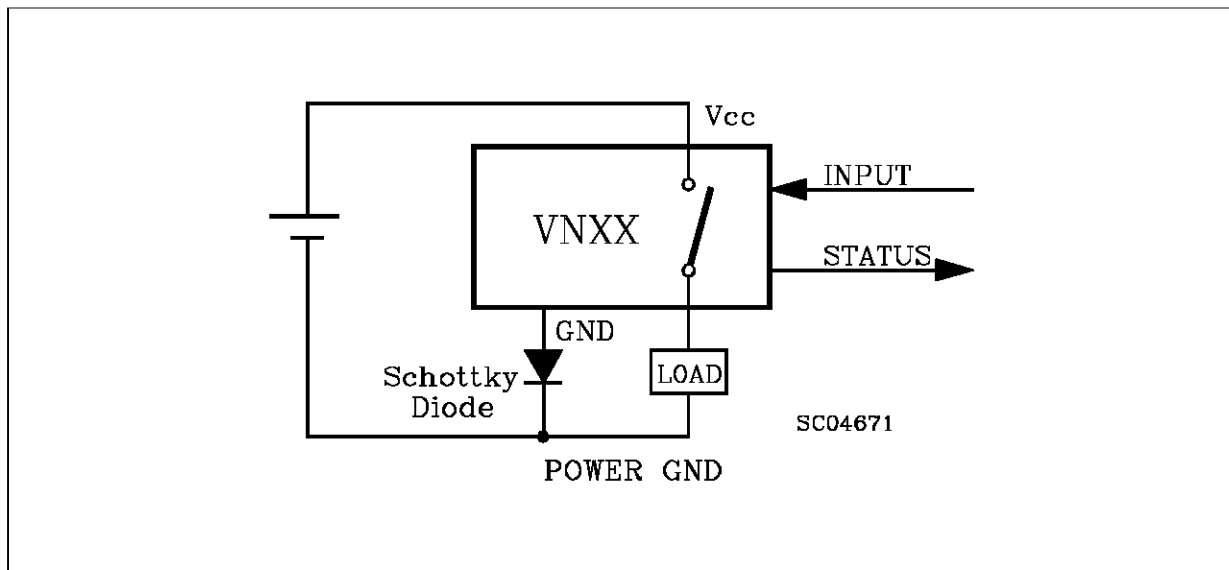 Vcc
INPUT
VNXX
STATUS
GND
Schottky
Diode
LOAD
SC04671
POWER GND